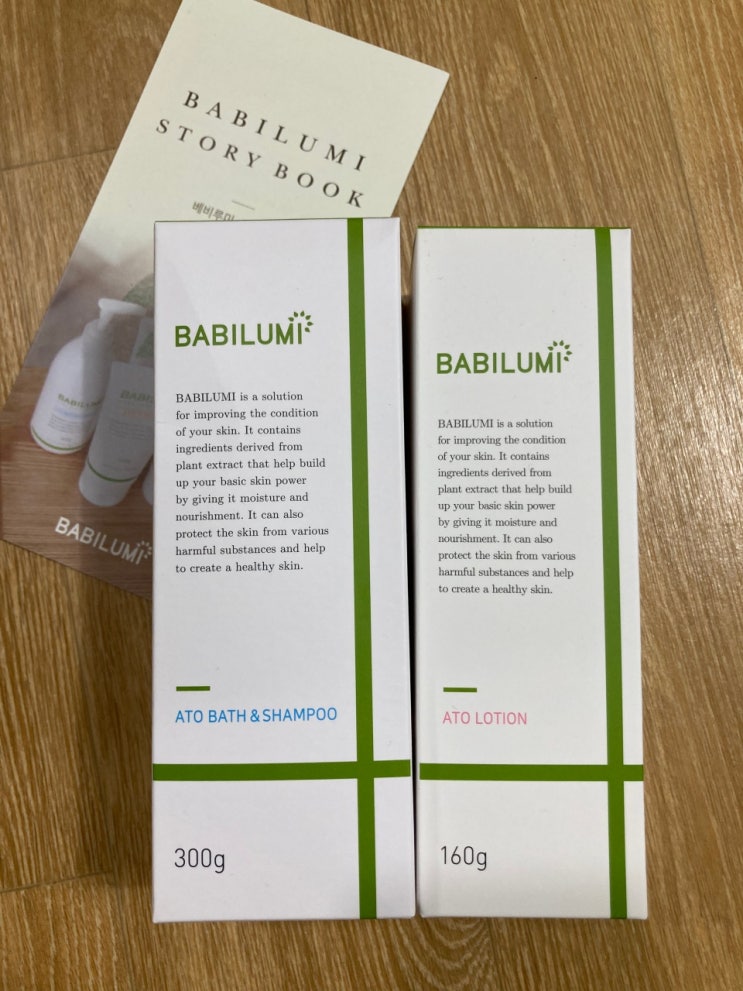 BABILUMI
STORY BOOK
베비루미
BABILUMI
BABILUMI
BABILUMI is a solution
for improving the condition
of your skin. It contains
ingredients derived from
plant extract that help build
up your basic skin power
by giving it moisture and
nourishment. It can also
protect the skin from various
harmful substances and help
to create a healthy skin.
ATO BATH & SHAMPOO
300g
BABILUMI
BABILUMI is a solution
for improving the condition
of your skin. It contains
ingredients derived from
plant extract that help build
up your basic skin power
by giving it moisture and
nourishment. It can also
protect the skin from various
harmful substances and help
to create a healthy skin.
ATO LOTION
160g